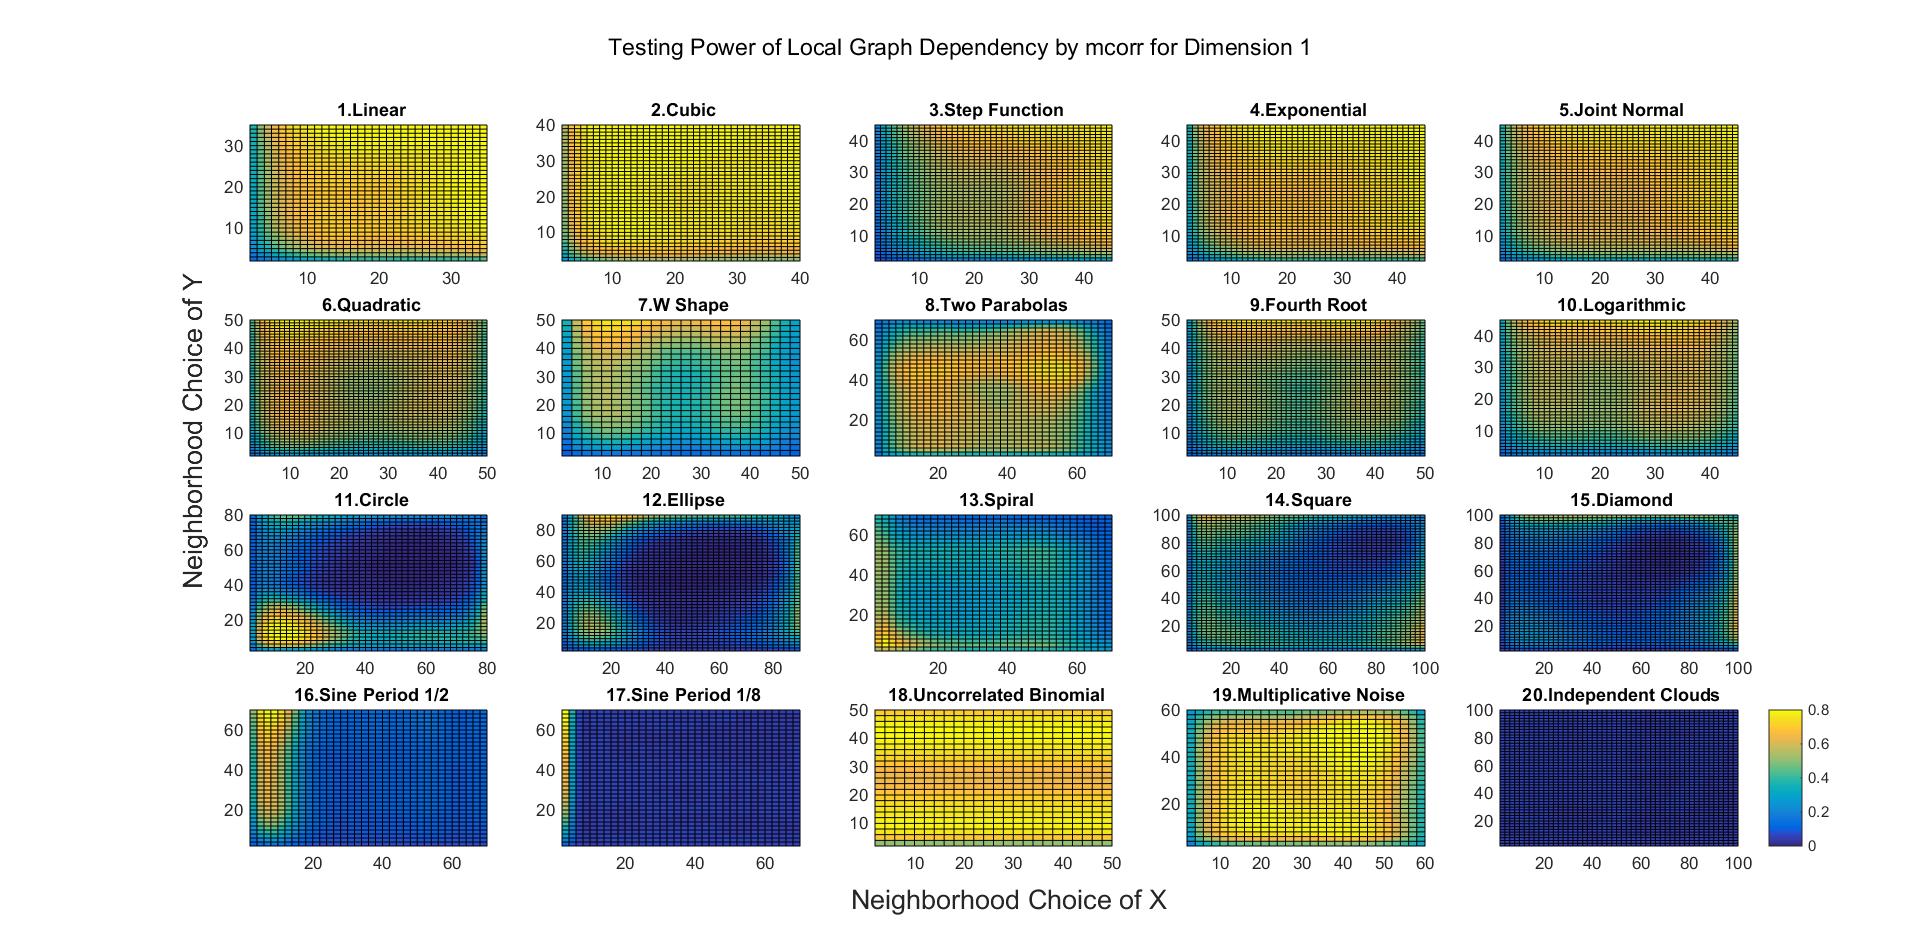 Testing Power of Local Graph Dependency by mcorr for Dimension 1
1.Linear 2.Cubic 3.Step Function 4.Exponential 5.Joint Normal
30 20 10
10 20 30
40 30 20 10
10 20 30 40
40 30 20 10
10 20 30 40
40 30 20 10
10 20 30 40
40 30 20 10
10 20 30 40
6.Quadratic 7.W Shape 8.Two Parabolas 9.Fourth Root 10.Logarithmic
50 40 30 20 10
10 20 30 40 50
50 40 30 20 10
10 20 30 40 50
60 40 20
20 40 60
50 40 30 20 10
10 20 30 40 50
40 30 20 10
10 20 30 40
11.Circle 12.Ellipse 13.Spiral 14.Square 15.Diamond
80 60 40 20
20 40 60 80
80 60 40 20
20 40 60 80
60 40 20
20 40 60
100 80 60 40 20
20 40 60 80 100
100 80 60 40 20
20 40 60 80 100
16.Sine Period 1/2 17.Sine Period 1/8 18.Uncorrelated Binomial 19.Multiplicative Noise 20.Independent Clouds
60 40 20
20 40 60
60 40 20
20 40 60
50 40 30 20 10
10 20 30 40 50
60 40 20
10 20 30 40 50 60
100 80 60 40 20
20 40 60 80 100
0.8
0.6
0.4
0.2
0
Neighborhood Choice of Y
Neighborhood Choice of X